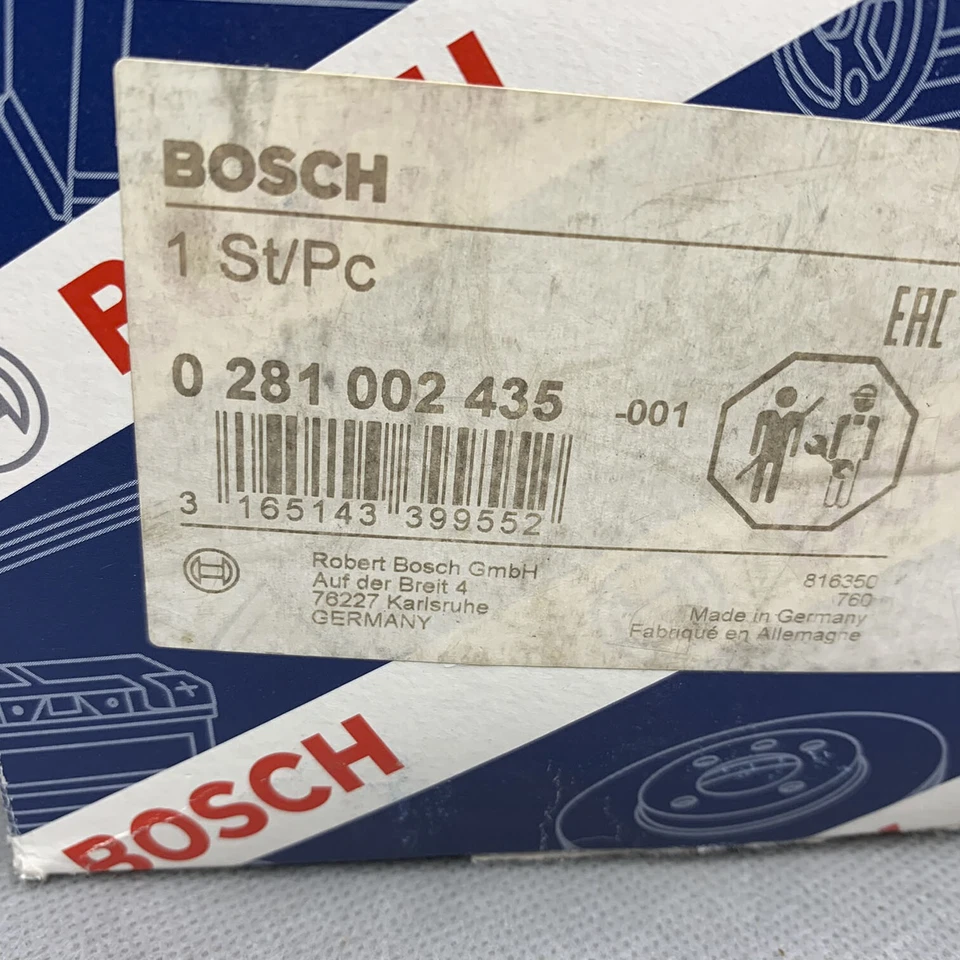 BOSCH
1 St/Pc
EAC
0 281 002 435 -001
3 165143 399552
Robert Bosch GmbH
Auf der Breit 4
76227 Karlsruhe
GERMANY
816350
760
Made in Germany
Fabriqué en Allemagne
BOSCH